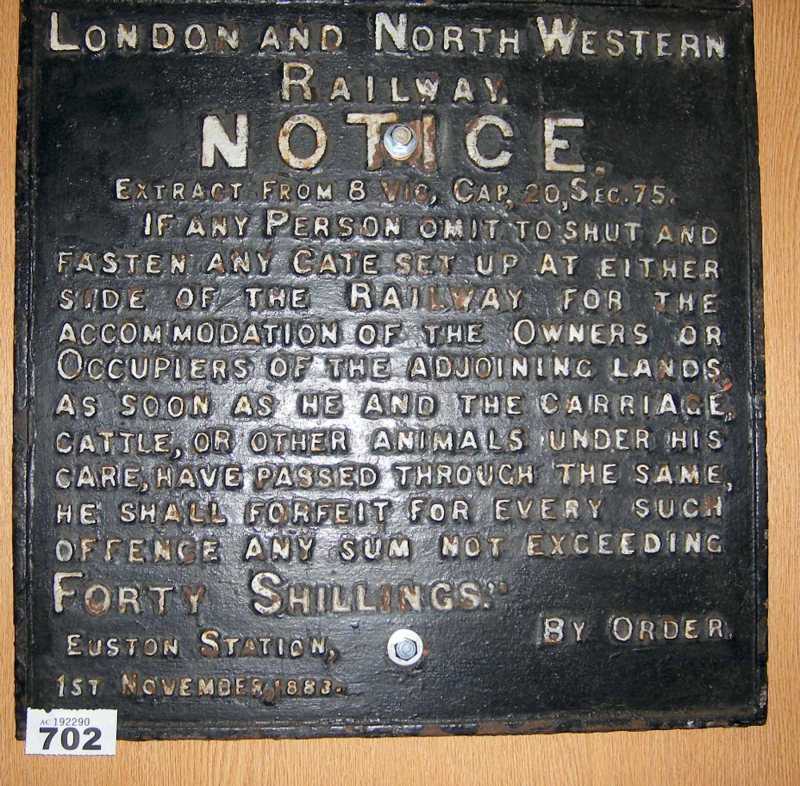 LONDON AND NORTH WESTERN
RAILWAY.
NOTICE.
EXTRACT FROM 8 VIC, CAP, 20, SEC. 75.
IF ANY PERSON OMIT TO SHUT AND
FASTEN ANY GATE SET UP AT EITHER
SIDE OF THE RAILWAY FOR THE
ACCOMMODATION OF THE OWNERS OR
OCCUPIERS OF THE ADJOINING LANDS,
AS SOON AS HE AND THE CARRIAGE,
CATTLE, OR OTHER ANIMALS UNDER HIS
CARE, HAVE PASSED THROUGH THE SAME,
HE SHALL FORFEIT FOR EVERY SUCH
OFFENCE ANY SUM NOT EXCEEDING
FORTY SHILLINGS."
BY ORDER.
EUSTON STATION,
1ST NOVEMBER, 1883.
AC 192290
702